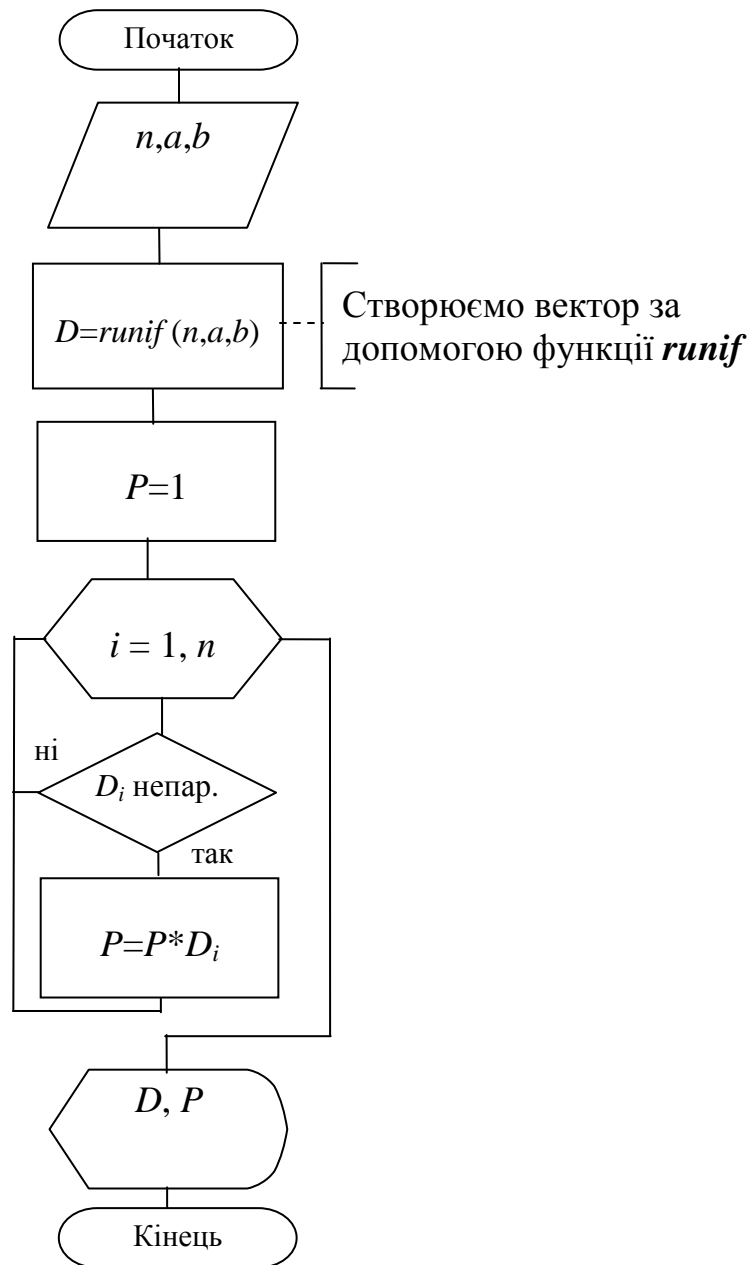 Початок
n,a,b
D=runif (n,a,b)
Створюємо вектор за
допомогою функції runif
P=1
i = 1, n
ні
Di непар.
так
P=P*Di
D, P
Кінець